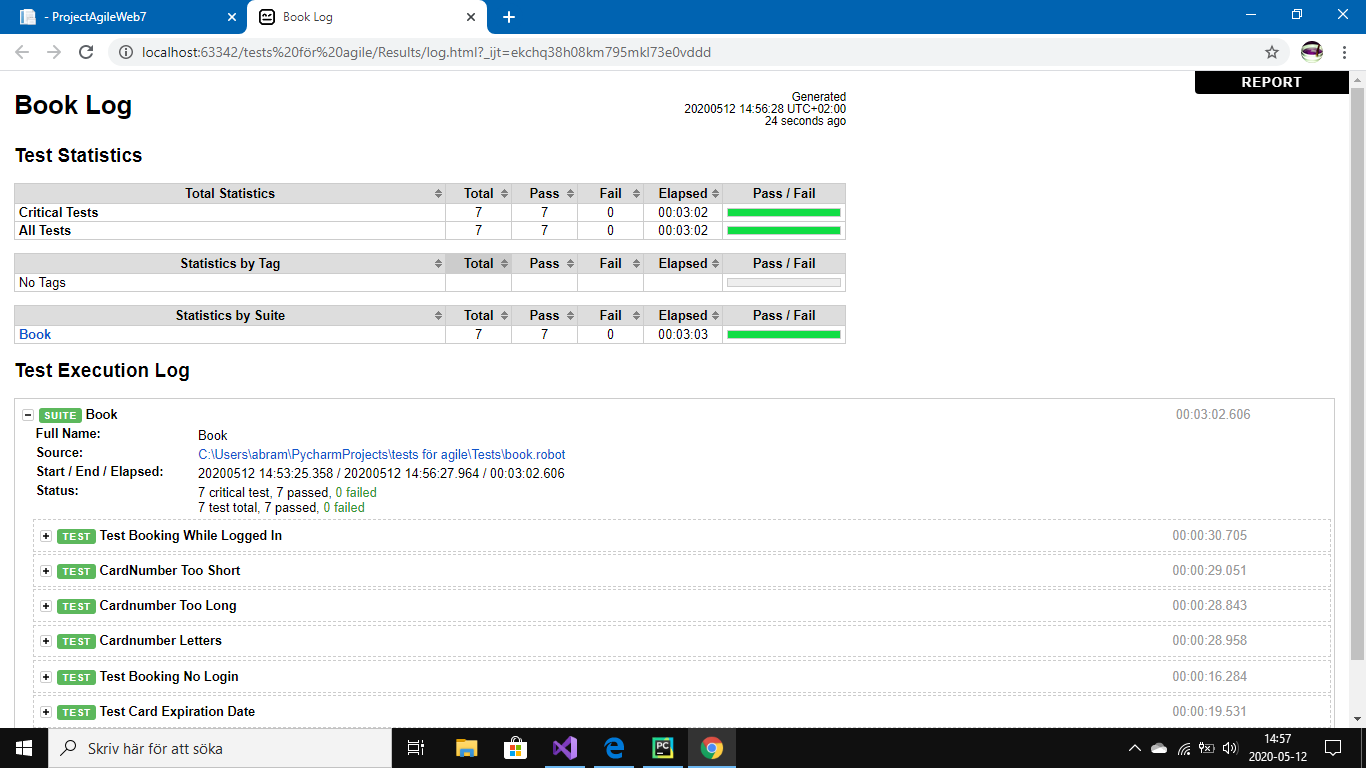 - ProjectAgileWeb7
Book Log
localhost:63342/tests%20för%20agile/Results/log.html?_ijt=ekchq38h08km795mkl73e0vddd
REPORT
Book Log
Generated
20200512 14:56:28 UTC+02:00
24 seconds ago
Test Statistics
Total Statistics Total Pass Fail Elapsed Pass / Fail
Critical Tests 7 7 0 00:03:02
All Tests 7 7 0 00:03:02
Statistics by Tag Total Pass Fail Elapsed Pass / Fail
No Tags
Statistics by Suite Total Pass Fail Elapsed Pass / Fail
Book 7 7 0 00:03:03
Test Execution Log
SUITE Book 00:03:02.606
Full Name: Book
Source: C:\Users\abram\PycharmProjects\tests för agile\Tests\book.robot
Start / End / Elapsed: 20200512 14:53:25.358 / 20200512 14:56:27.964 / 00:03:02.606
Status: 7 critical test, 7 passed, 0 failed
7 test total, 7 passed, 0 failed
TEST Test Booking While Logged In 00:00:30.705
TEST CardNumber Too Short 00:00:29.051
TEST Cardnumber Too Long 00:00:28.843
TEST Cardnumber Letters 00:00:28.958
TEST Test Booking No Login 00:00:16.284
TEST Test Card Expiration Date 00:00:19.531
Skriv här för att söka
PC
14:57
2020-05-12